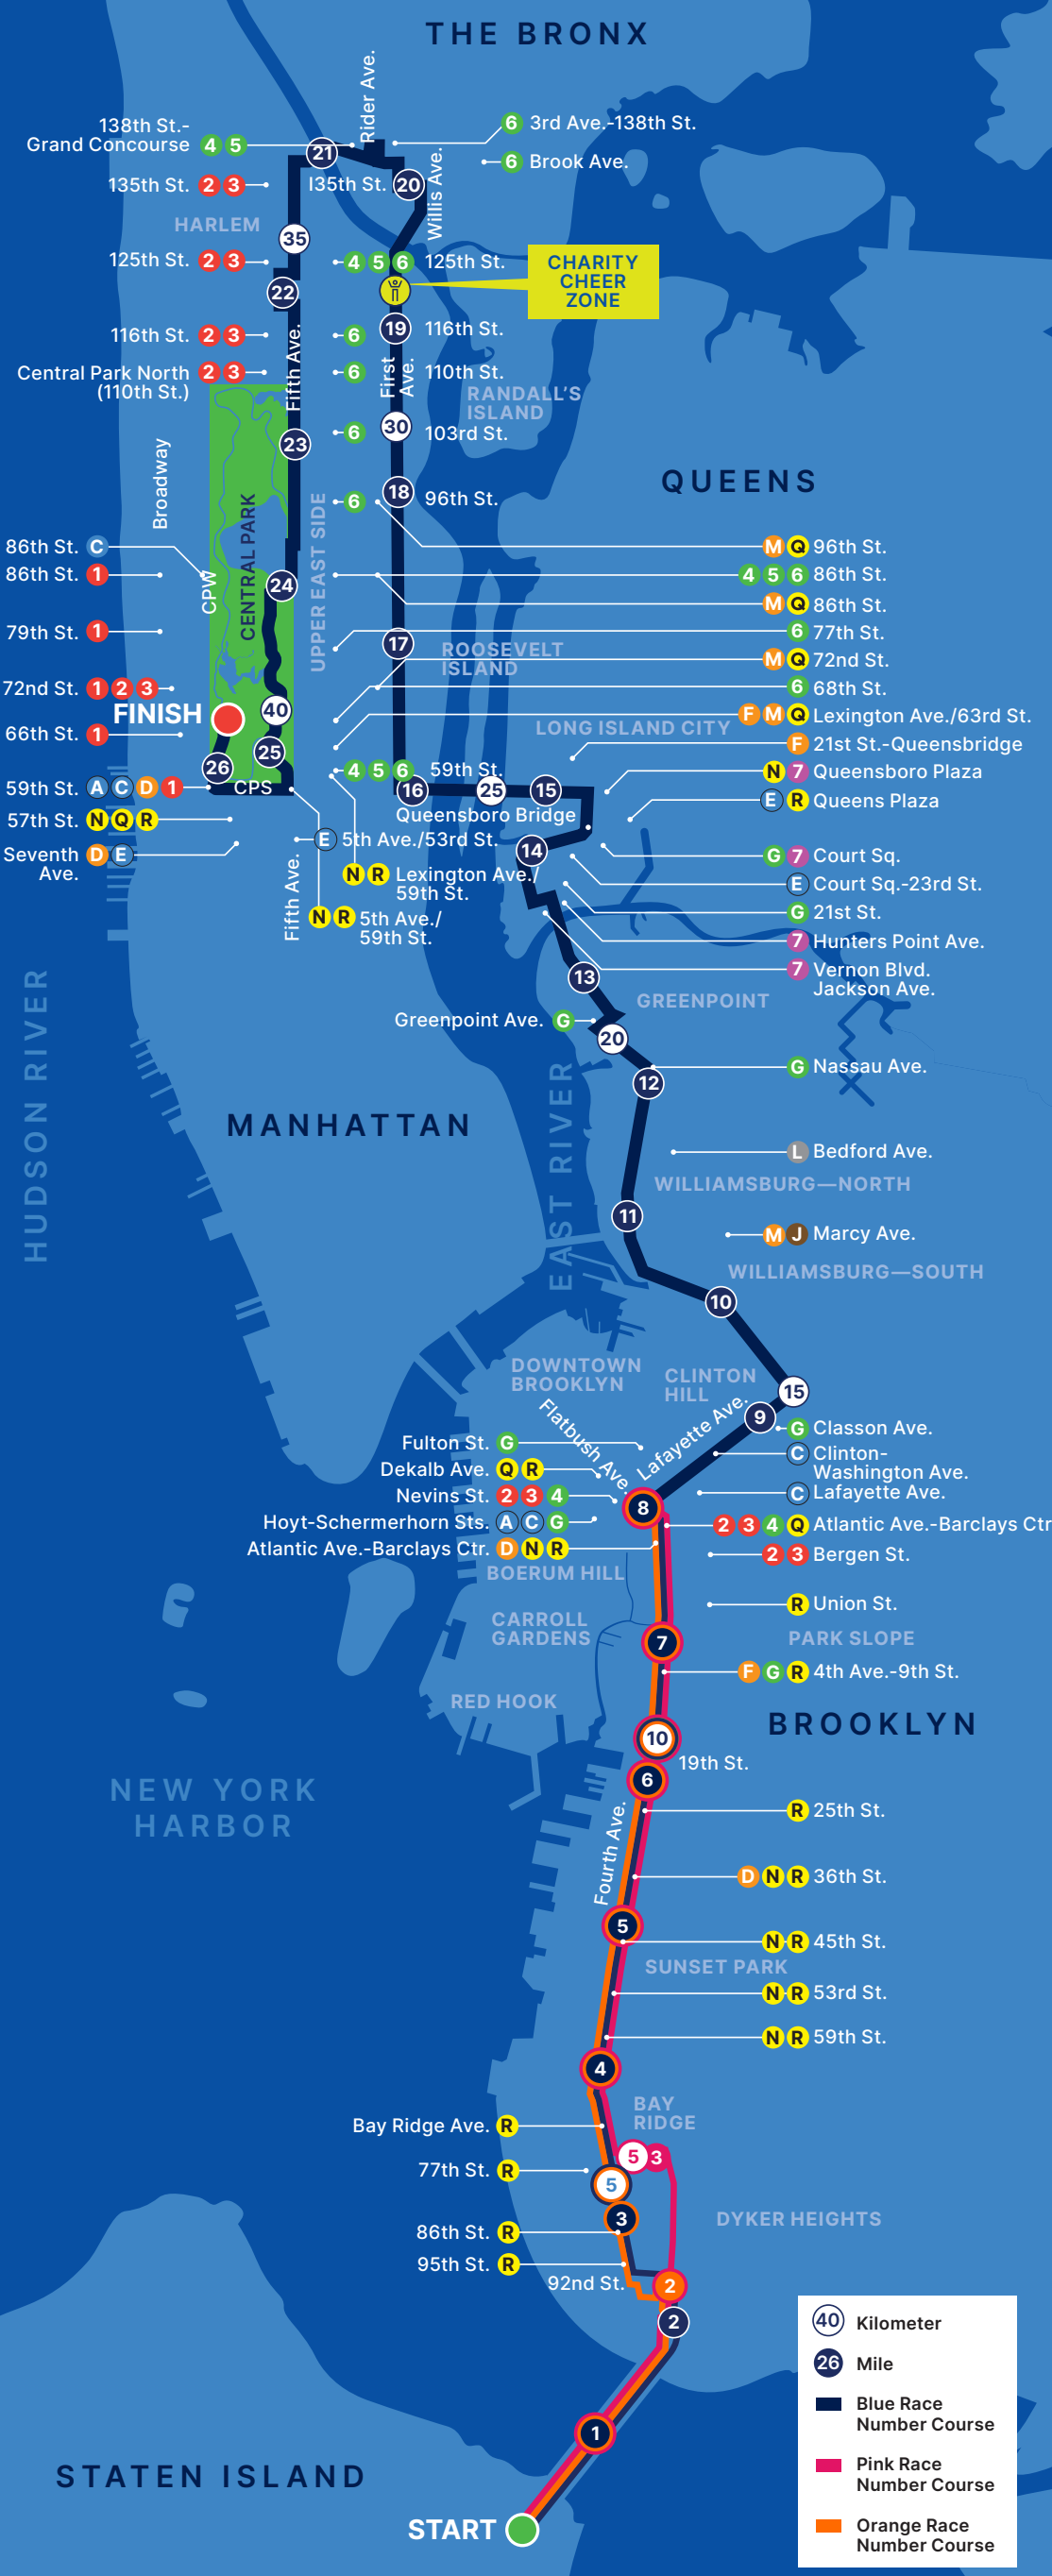 THE BRONX
Rider Ave.
138th St.-
Grand Concourse 4 5
6 3rd Ave.-138th St.
21
6 Brook Ave.
135th St. 2 3
I35th St.
20
Willis Ave.
HARLEM
35
125th St. 2 3
4 5 6 125th St.
CHARITY
CHEER
ZONE
22
116th St. 2 3
6
19 116th St.
Fifth Ave.
First
Ave.
Central Park North
(110th St.)
2 3
6
110th St.
RANDALL'S
ISLAND
23
6
30
103rd St.
Broadway
QUEENS
6
18 96th St.
CENTRAL PARK
UPPER EAST SIDE
86th St. C
M Q 96th St.
86th St. 1
CPW
24
4 5 6 86th St.
M Q 86th St.
79th St. 1
17
6 77th St.
ROOSEVELT
ISLAND
M Q 72nd St.
72nd St. 1 2 3
6 68th St.
FINISH
40
F M Q Lexington Ave./63rd St.
66th St. 1
LONG ISLAND CITY
25
F 21st St.-Queensbridge
26
4 5 6 59th St.
N 7 Queensboro Plaza
59th St. A C D 1
CPS
16
25
15
E R Queens Plaza
57th St. N Q R
Queensboro Bridge
E 5th Ave./53rd St.
Seventh
Ave.
D E
14
G 7 Court Sq.
N R Lexington Ave./
59th St.
E Court Sq.-23rd St.
Fifth Ave.
N R 5th Ave./
59th St.
G 21st St.
7 Hunters Point Ave.
13
7 Vernon Blvd.
Jackson Ave.
GREENPOINT
Greenpoint Ave. G
20
HUDSON RIVER
EAST RIVER
G Nassau Ave.
12
MANHATTAN
L Bedford Ave.
WILLIAMSBURG—NORTH
11
M J Marcy Ave.
WILLIAMSBURG—SOUTH
10
DOWNTOWN
BROOKLYN
CLINTON
HILL
15
9
Flatbush Ave.
Lafayette Ave.
G Classon Ave.
Fulton St. G
C Clinton-
Washington Ave.
Dekalb Ave. Q R
C Lafayette Ave.
Nevins St. 2 3 4
8
Hoyt-Schermerhorn Sts. A C G
2 3 4 Q Atlantic Ave.-Barclays Ctr
Atlantic Ave.-Barclays Ctr. D N R
2 3 Bergen St.
BOERUM HILL
R Union St.
CARROLL
GARDENS
7
PARK SLOPE
F G R 4th Ave.-9th St.
RED HOOK
BROOKLYN
10
19th St.
6
NEW YORK
HARBOR
Fourth Ave.
R 25th St.
D N R 36th St.
5
N R 45th St.
SUNSET PARK
N R 53rd St.
N R 59th St.
4
BAY
RIDGE
Bay Ridge Ave. R
5 3
77th St. R
5
3
DYKER HEIGHTS
86th St. R
95th St. R
92nd St.
2
2
1
STATEN ISLAND
START
40 Kilometer
26 Mile
Blue Race
Number Course
Pink Race
Number Course
Orange Race
Number Course